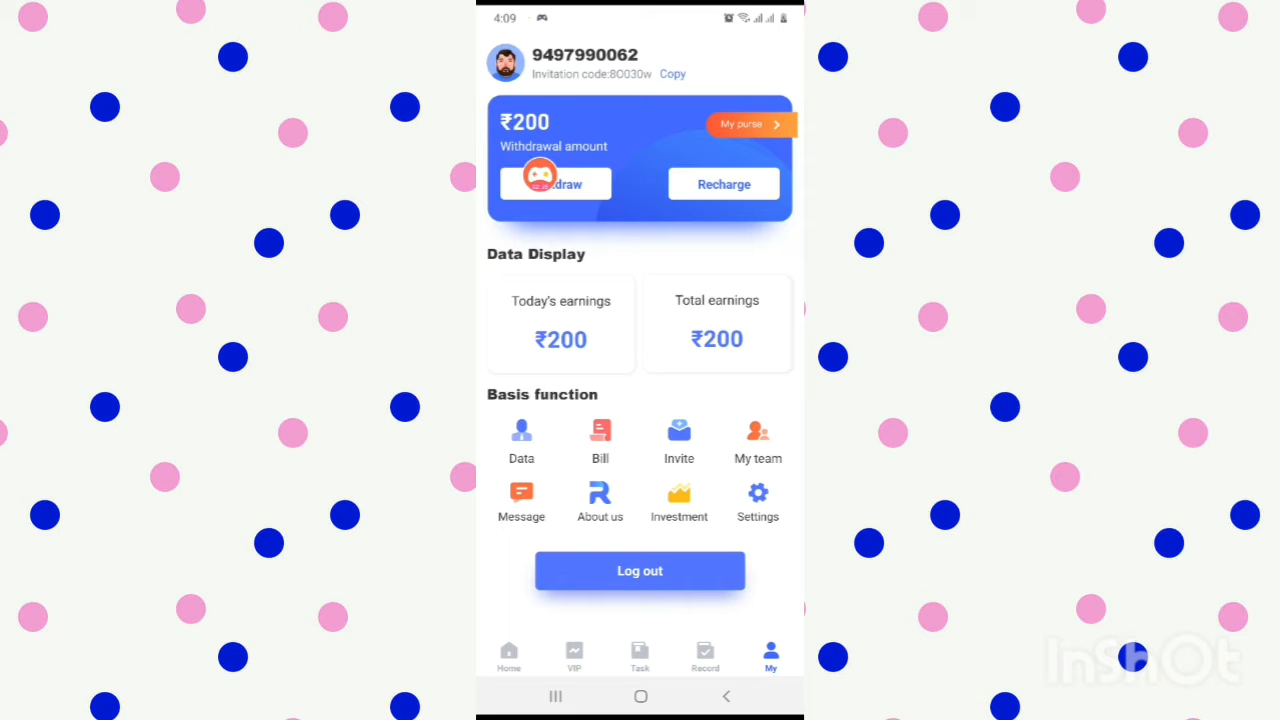 4:09
9497990062
Invitation code:8O030w Copy
₹200
My purse
Withdrawal amount
draw
Recharge
Data Display
Today's earnings
Total earnings
₹200
₹200
Basis function
Data
Bill
Invite
My team
Message
About us
Investment
Settings
Log out
Home
VIP
Task
Record
My
InShOt